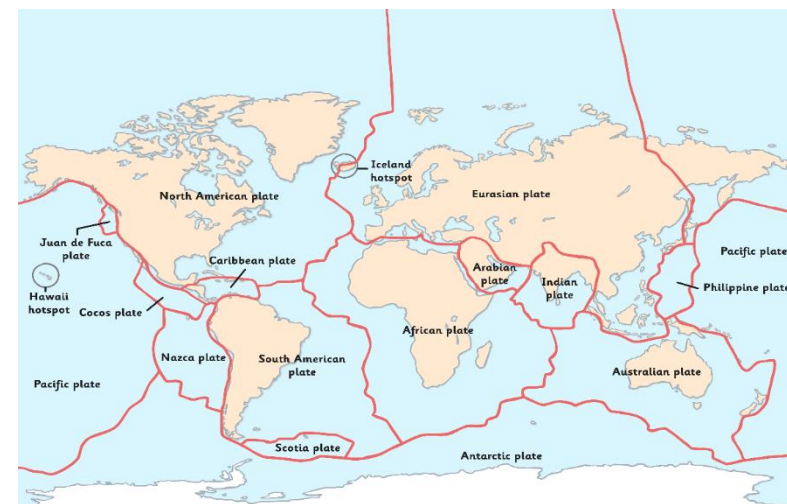 Iceland
hotspot
North American plate
Eurasian plate
Juan de Fuca
plate
Caribbean plate
Pacific plate
Arabian
plate
Indian
plate
Philippine plate
Hawaii
hotspot
Cocos plate
African plate
Nazca plate
South American
plate
Australian plate
Pacific plate
Scotia plate
Antarctic plate